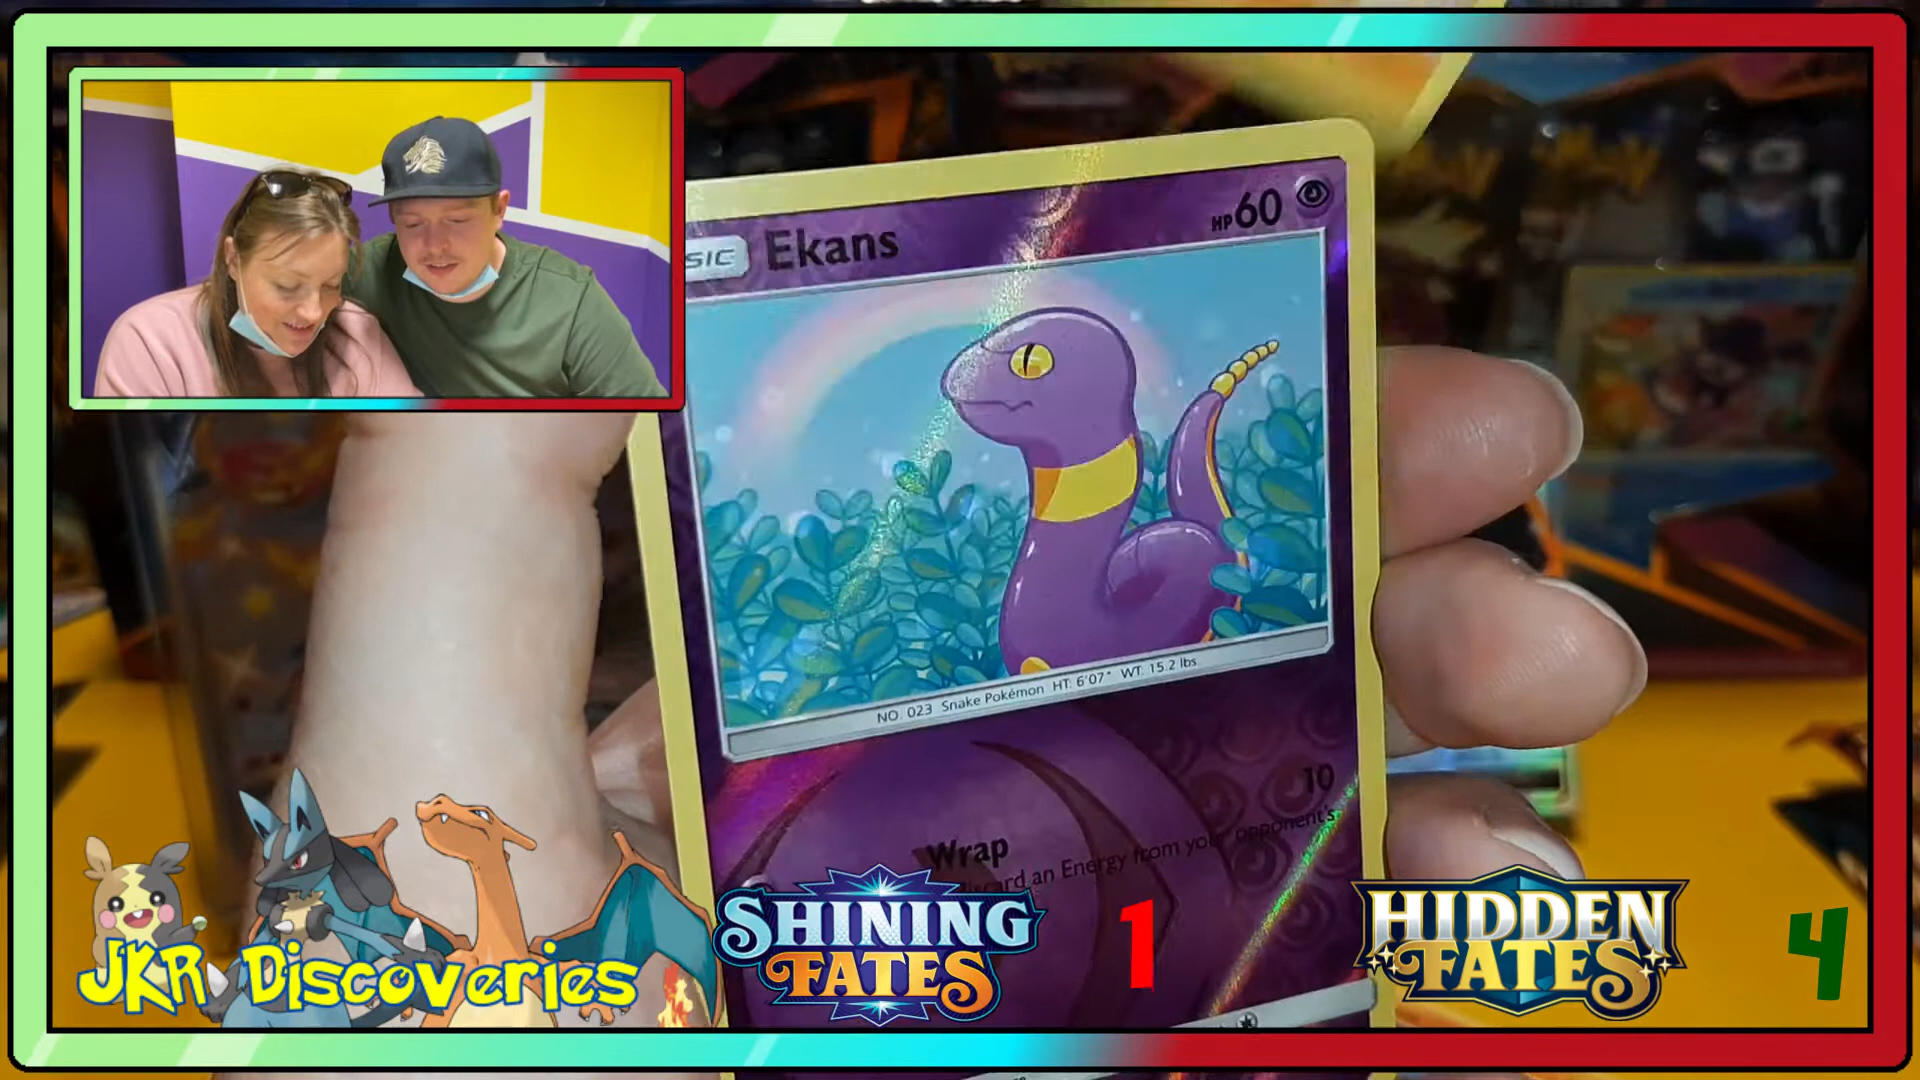 SIC Ekans HP60
NO. 023 Snake Pokémon HT: 6'07" WT: 15.2 lbs.
10
Wrap
an Energy from your opponent's
JKR Discoveries
SHINING
FATES
1
HIDDEN
FATES
4